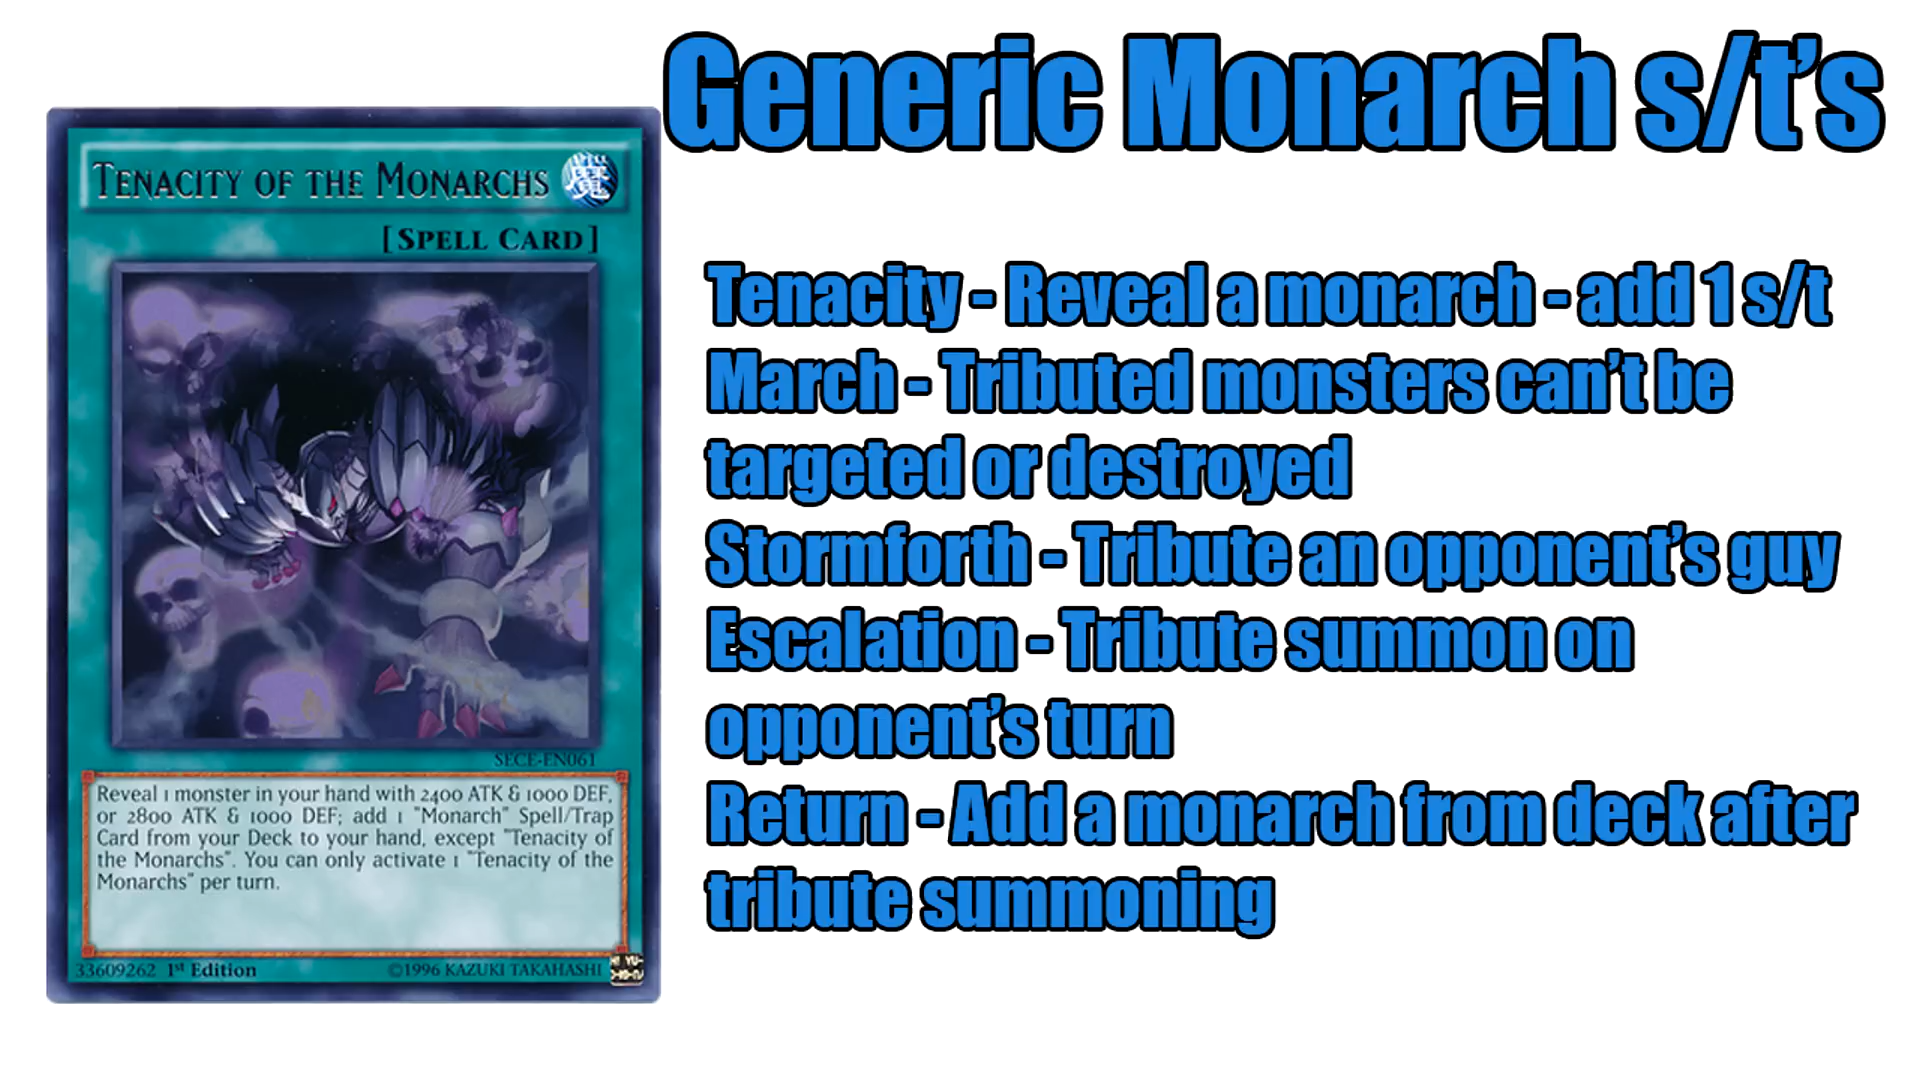 Generic Monarch s/t's
TENACITY OF THE MONARCHS
[SPELL CARD]
SECE-EN061
Reveal 1 monster in your hand with 2400 ATK & 1000 DEF,
or 2800 ATK & 1000 DEF; add 1 "Monarch" Spell/Trap
Card from your Deck to your hand, except "Tenacity of
the Monarchs". You can only activate 1 "Tenacity of the
Monarchs" per turn.
33609262 1st Edition ©1996 KAZUKI TAKAHASHI
Tenacity - Reveal a monarch - add 1 s/t
March - Tributed monsters can't be
targeted or destroyed
Stormforth - Tribute an opponent's guy
Escalation - Tribute summon on
opponent's turn
Return - Add a monarch from deck after
tribute summoning